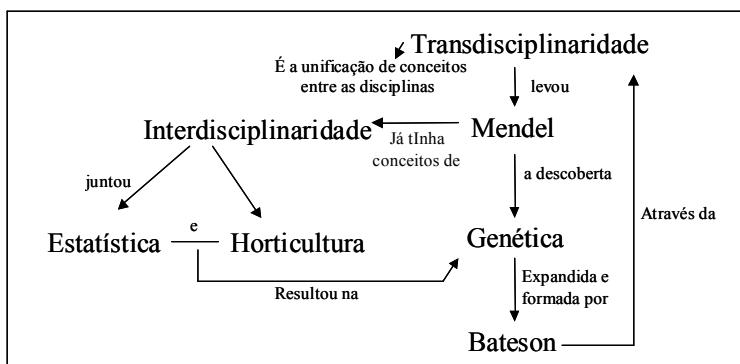 Transdisciplinaridade
É a unificação de conceitos
entre as disciplinas
levou
Interdisciplinaridade
Já tInha
conceitos de
Mendel
juntou
a descoberta
Através da
Estatística
e
Horticultura
Genética
Resultou na
Expandida e
formada por
Bateson